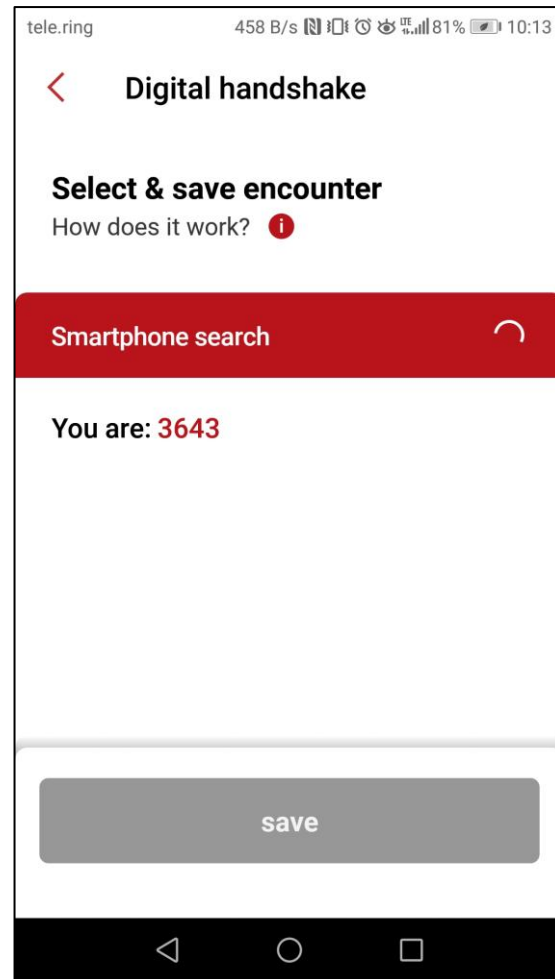 tele.ring 458 B/s LTE 81% 10:13
Digital handshake
Select & save encounter
How does it work? i
Smartphone search
You are: 3643
save